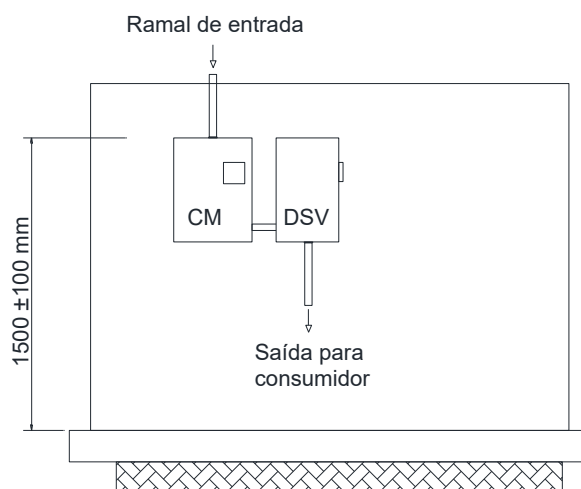 Ramal de entrada
CM
DSV
1500 ±100 mm
Saída para
consumidor